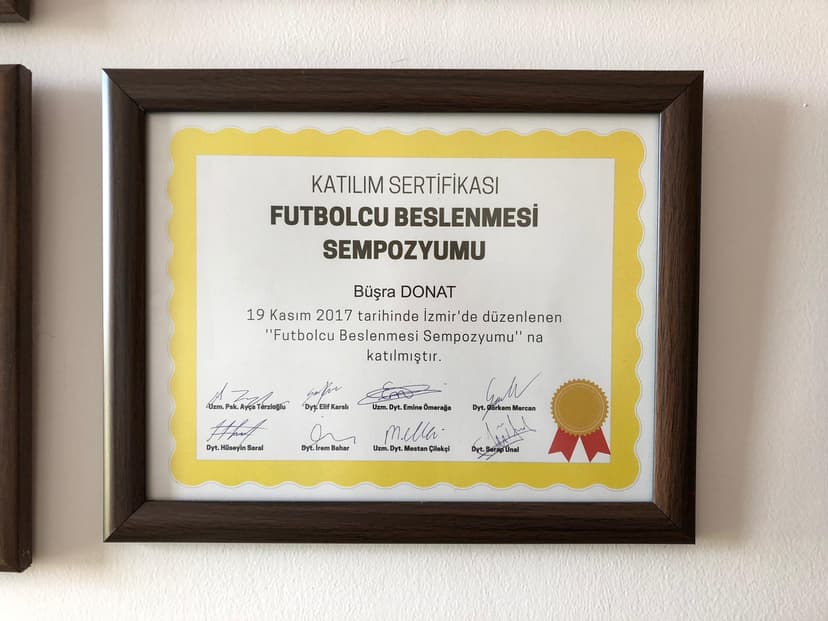 KATILIM SERTİFİKASI
FUTBOLCU BESLENMESİ
SEMPOZYUMU
Büşra DONAT
19 Kasım 2017 tarihinde İzmir'de düzenlenen
''Futbolcu Beslenmesi Sempozyumu'' na
katılmıştır.
Uzm. Psk. Ayça Terzioğlu Dyt. Elif Karslı Uzm. Dyt. Emine Ömerağa Dyt. Görkem Mercan
Dyt. Hüseyin Saral Dyt. İrem Bahar Uzm. Dyt. Mestan Çilekçi Dyt. Serap Ünal